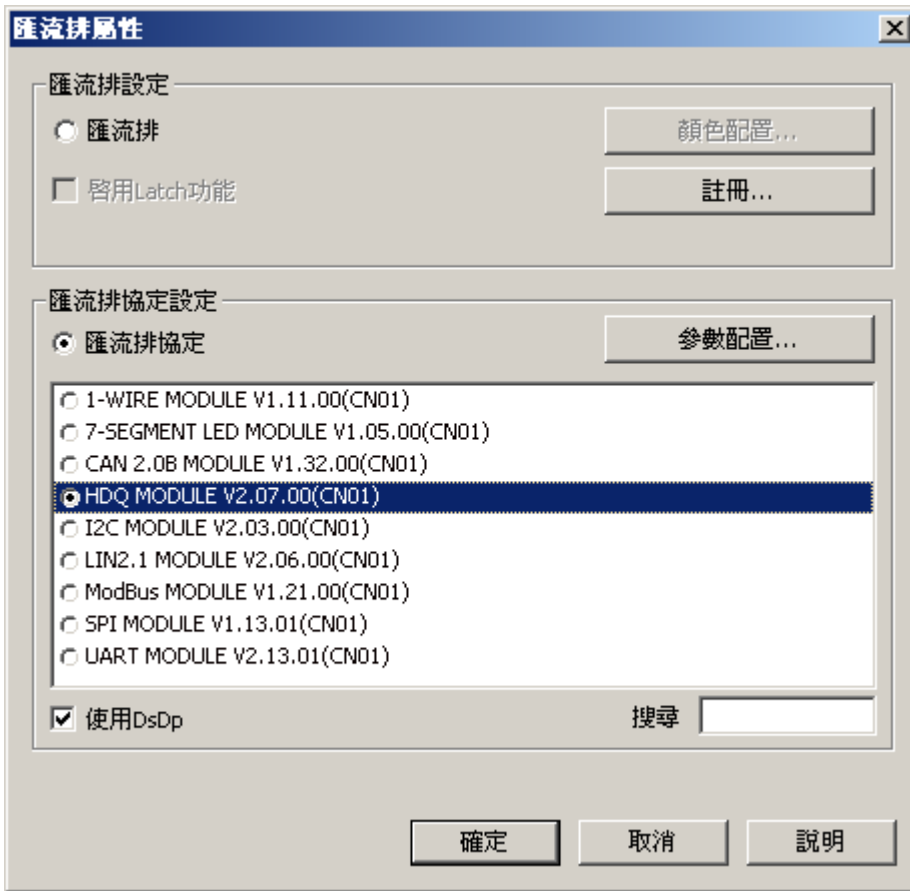 匯流排屬性
匯流排設定
匯流排
顏色配置...
啓用Latch功能
註冊...
匯流排協定設定
匯流排協定
參數配置...
1-WIRE MODULE V1.11.00(CN01)
7-SEGMENT LED MODULE V1.05.00(CN01)
CAN 2.0B MODULE V1.32.00(CN01)
HDQ MODULE V2.07.00(CN01)
I2C MODULE V2.03.00(CN01)
LIN2.1 MODULE V2.06.00(CN01)
ModBus MODULE V1.21.00(CN01)
SPI MODULE V1.13.01(CN01)
UART MODULE V2.13.01(CN01)
使用DsDp
搜尋
確定
取消
說明